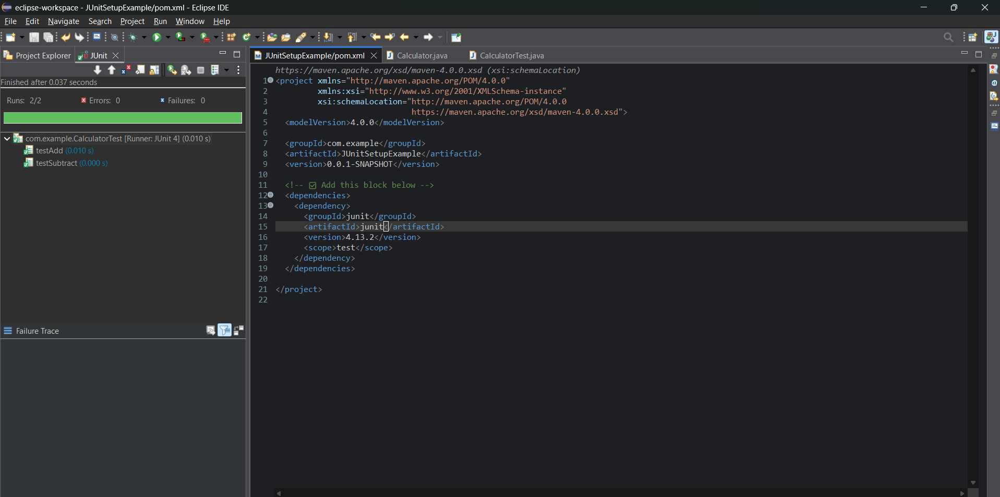 eclipse-workspace - JUnitSetupExample/pom.xml - Eclipse IDE
File Edit Navigate Search Project Run Window Help
Project Explorer JUnit
Finished after 0.037 seconds
Runs: 2/2 Errors: 0 Failures: 0
com.example.CalculatorTest [Runner: JUnit 4] (0.010 s)
testAdd (0.010 s)
testSubtract (0.000 s)
Failure Trace
JUnitSetupExample/pom.xml Calculator.java CalculatorTest.java
https://maven.apache.org/xsd/maven-4.0.0.xsd (xsi:schemaLocation)
1 <project xmlns="http://maven.apache.org/POM/4.0.0"
2 xmlns:xsi="http://www.w3.org/2001/XMLSchema-instance"
3 xsi:schemaLocation="http://maven.apache.org/POM/4.0.0
4 https://maven.apache.org/xsd/maven-4.0.0.xsd">
5 <modelVersion>4.0.0</modelVersion>
6
7 <groupId>com.example</groupId>
8 <artifactId>JUnitSetupExample</artifactId>
9 <version>0.0.1-SNAPSHOT</version>
10
11 <!-- ☑ Add this block below -->
12 <dependencies>
13 <dependency>
14 <groupId>junit</groupId>
15 <artifactId>junit</artifactId>
16 <version>4.13.2</version>
17 <scope>test</scope>
18 </dependency>
19 </dependencies>
20
21 </project>
22